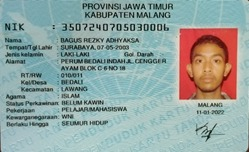 PROVINSI JAWA TIMUR
KABUPATEN MALANG
NIK : 3507240705030006
Nama : BAGUS REZKY ADHYAKSA
Tempat/Tgl Lahir : SURABAYA, 07-05-2003
Jenis kelamin : LAKI-LAKI Gol. Darah
Alamat : PERUM BEDALI INDAH JL. CENGGER
AYAM BLOK C 6 NO 18
RT/RW : 010/011
Kel/Desa : BEDALI
Kecamatan : LAWANG
Agama : ISLAM
Status Perkawinan : BELUM KAWIN
Pekerjaan : PELAJAR/MAHASISWA
Kewarganegaraan : WNI
Berlaku Hingga : SEUMUR HIDUP
MALANG
11-01-2022